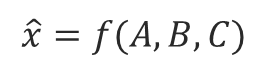 x̂ = f(A, B, C)